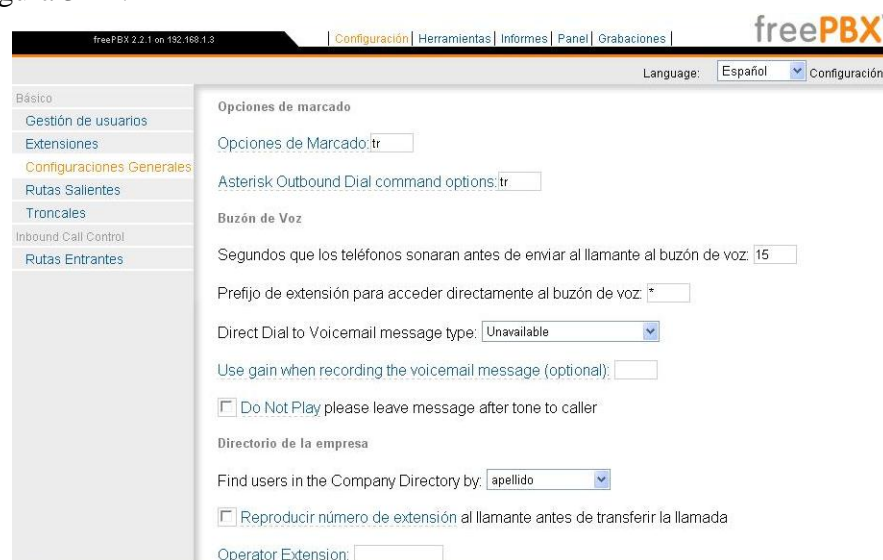 freePBX 2.2.1 on 192.168.1.3
Configuración| Herramientas| Informes| Panel| Grabaciones |
freePBX
Language: Español Configuración
Básico
Gestión de usuarios
Extensiones
Configuraciones Generales
Rutas Salientes
Troncales
Inbound Call Control
Rutas Entrantes
Opciones de marcado
Opciones de Marcado: tr
Asterisk Outbound Dial command options: tr
Buzón de Voz
Segundos que los teléfonos sonaran antes de enviar al llamante al buzón de voz: 15
Prefijo de extensión para acceder directamente al buzón de voz: *
Direct Dial to Voicemail message type: Unavailable
Use gain when recording the voicemail message (optional):
Do Not Play please leave message after tone to caller
Directorio de la empresa
Find users in the Company Directory by: apellido
Reproducir número de extensión al llamante antes de transferir la llamada
Operator Extension: